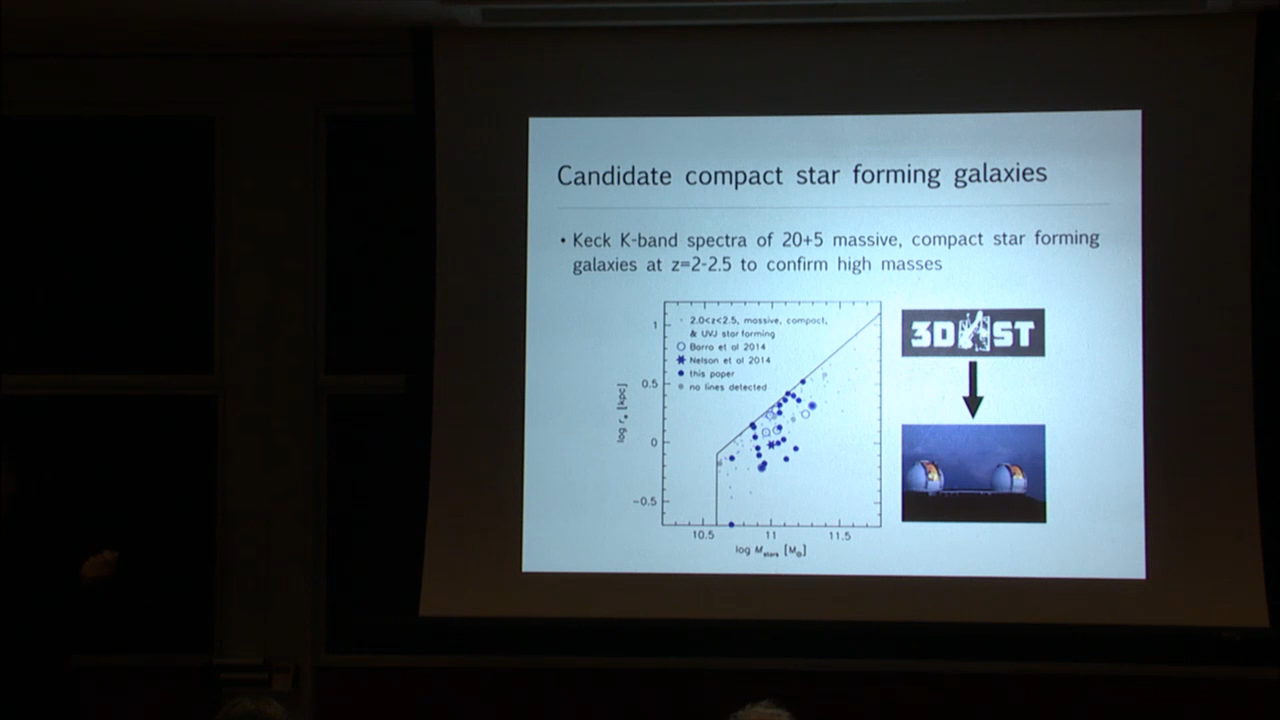 Candidate compact star forming galaxies
• Keck K-band spectra of 20+5 massive, compact star forming
galaxies at z=2-2.5 to confirm high masses
2.0<z<2.5, massive, compact,
& UVJ star forming
Barro et al 2014
Nelson et al 2014
this paper
no lines detected
1
0.5
0
-0.5
log rₑ [kpc]
10.5 11 11.5
log M_stars [M_⊙]
3D ST